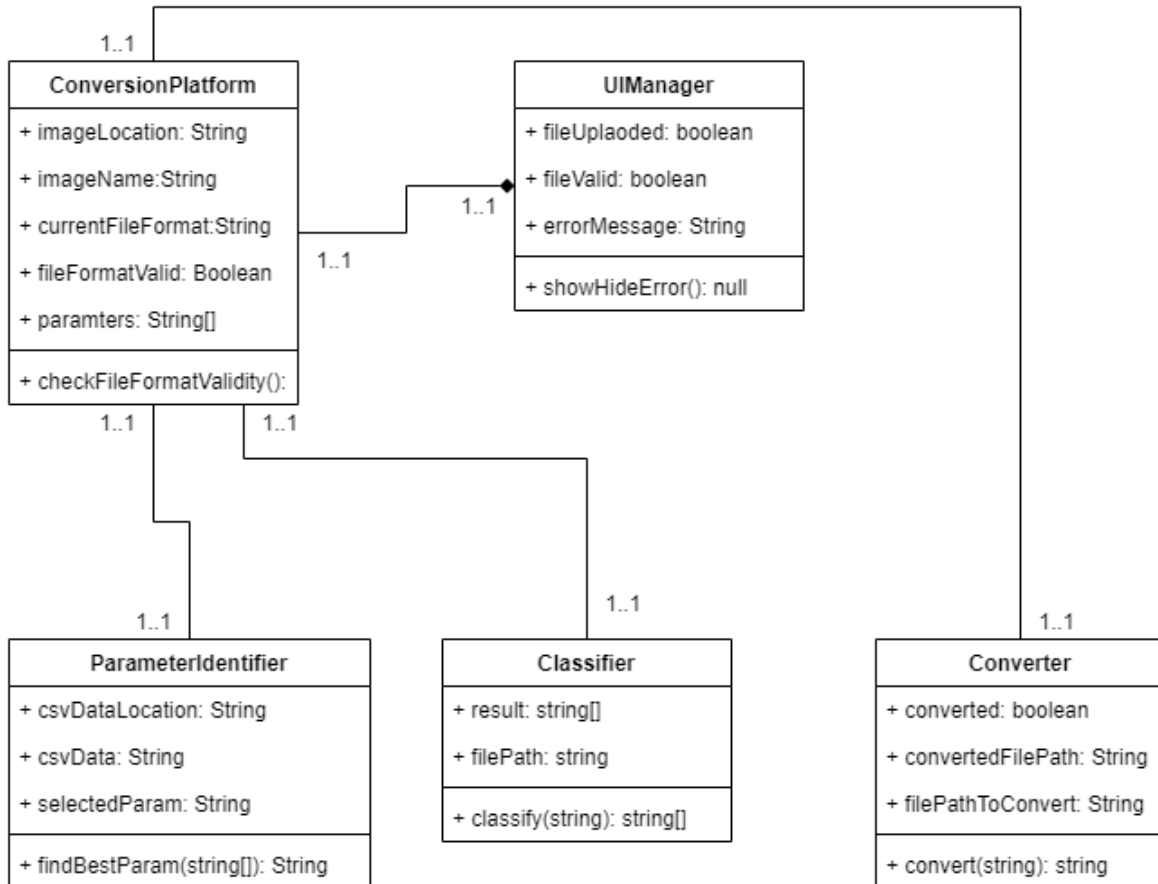 1..1
ConversionPlatform
+ imageLocation: String
+ imageName:String
+ currentFileFormat:String
+ fileFormatValid: Boolean
+ paramters: String[]
+ checkFileFormatValidity():
UIManager
+ fileUplaoded: boolean
+ fileValid: boolean
+ errorMessage: String
+ showHideError(): null
1..1
1..1
1..1
1..1
1..1
1..1
1..1
ParameterIdentifier
+ csvDataLocation: String
+ csvData: String
+ selectedParam: String
+ findBestParam(string[]): String
Classifier
+ result: string[]
+ filePath: string
+ classify(string): string[]
Converter
+ converted: boolean
+ convertedFilePath: String
+ filePathToConvert: String
+ convert(string): string